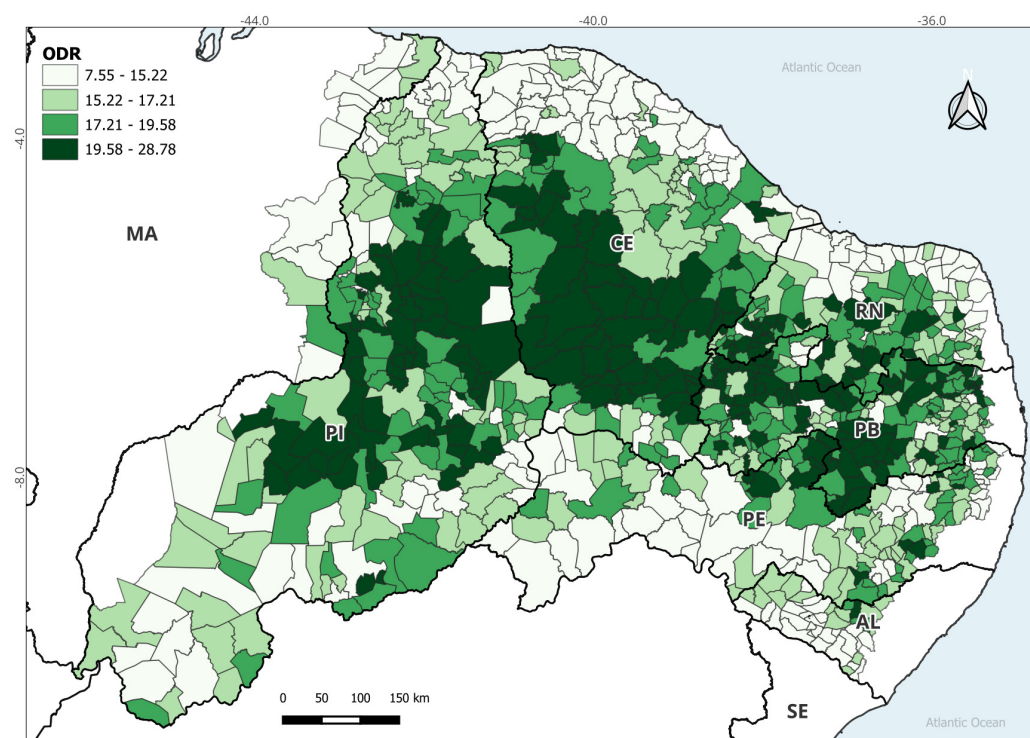 -44.0
-40.0
-36.0
ODR
7.55 - 15.22
15.22 - 17.21
17.21 - 19.58
19.58 - 28.78
Atlantic Ocean
N
-4.0
MA
CE
RN
PI
PB
-8.0
PE
AL
0 50 100 150 km
SE
Atlantic Ocean